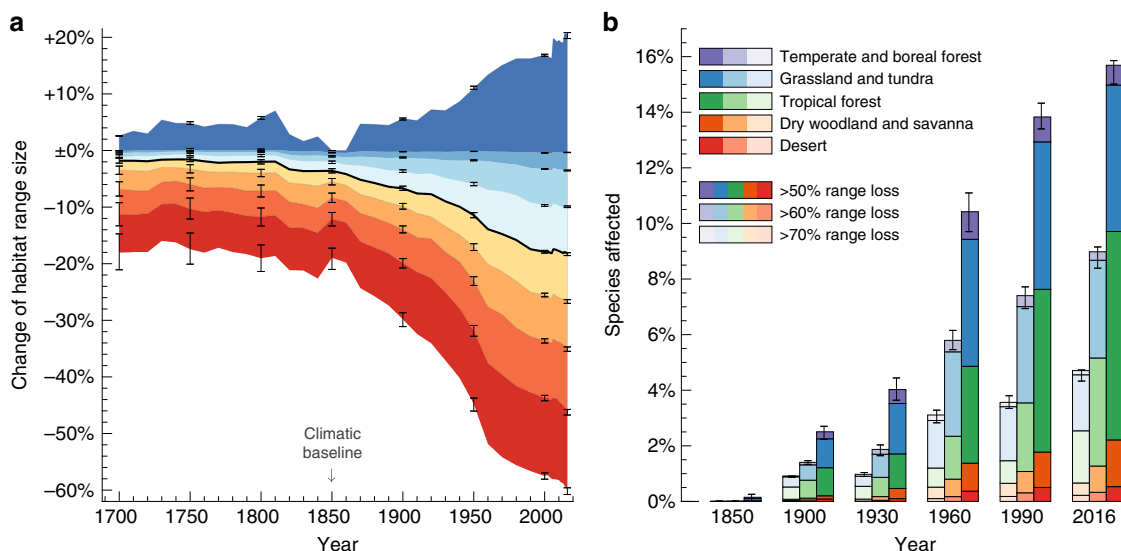 a
+20%
+10%
±0%
−10%
−20%
−30%
−40%
−50%
−60%
Change of habitat range size
Climatic
baseline
↓
1700 1750 1800 1850 1900 1950 2000
Year
b
16%
14%
12%
10%
8%
6%
4%
2%
0%
Species affected
Temperate and boreal forest
Grassland and tundra
Tropical forest
Dry woodland and savanna
Desert
>50% range loss
>60% range loss
>70% range loss
1850 1900 1930 1960 1990 2016
Year